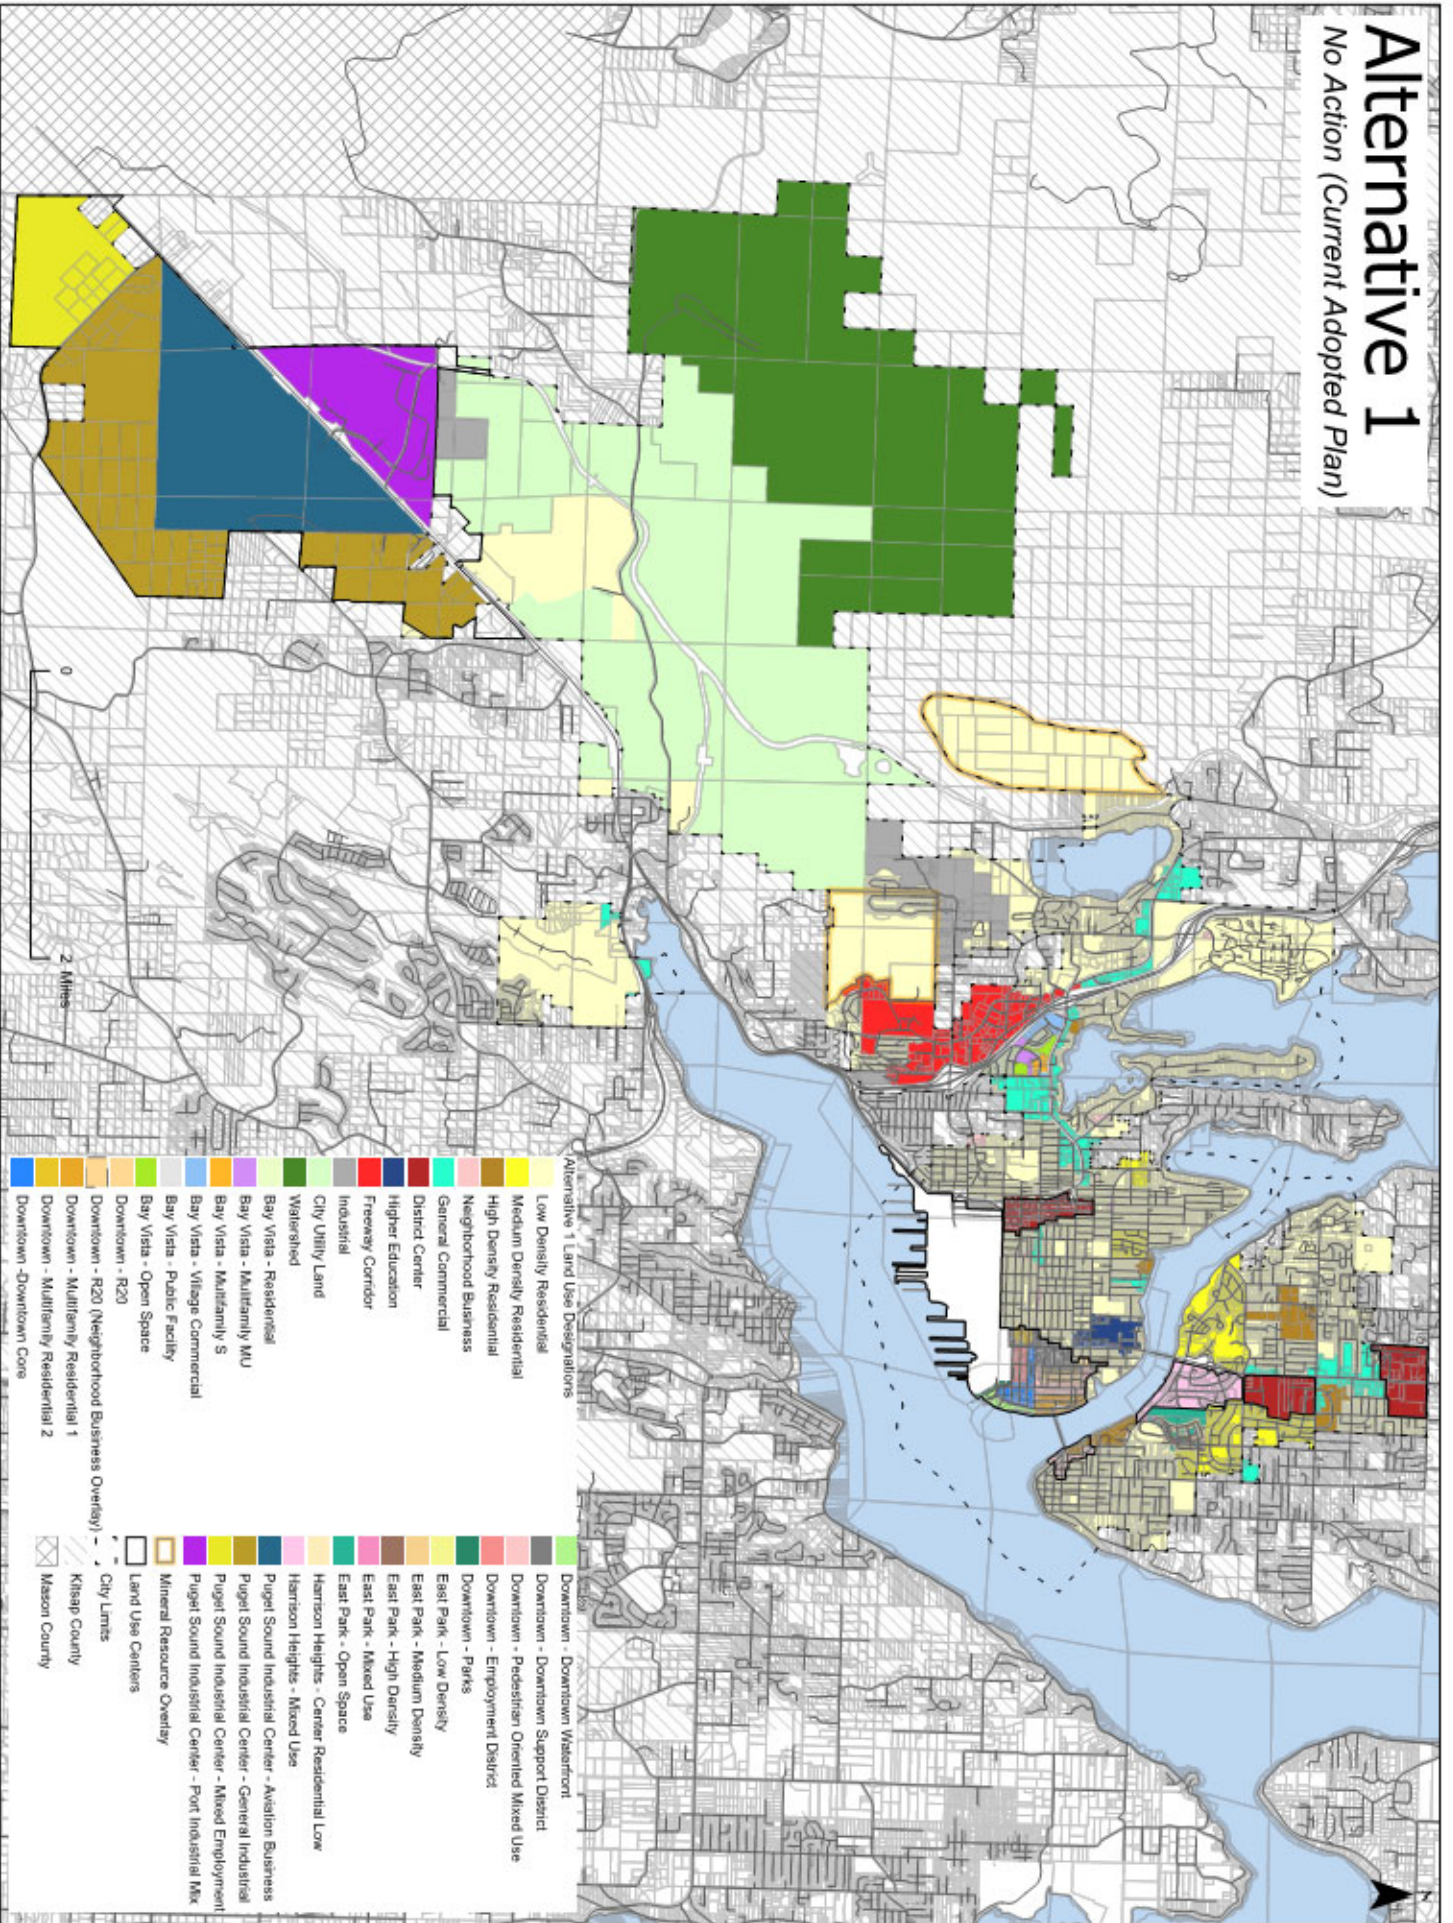 Alternative 1
No Action (Current Adopted Plan)
0
2 Miles
Alternative 1 Land Use Designations
Low Density Residential
Medium Density Residential
High Density Residential
Neighborhood Business
General Commercial
District Center
Higher Education
Freeway Corridor
Industrial
City Utility Land
Watershed
Bay Vista - Residential
Bay Vista - Multifamily MU
Bay Vista - Multifamily S
Bay Vista - Village Commercial
Bay Vista - Public Facility
Bay Vista - Open Space
Downtown - R20
Downtown - R20 (Neighborhood Business Overlay)
Downtown - Multifamily Residential 1
Downtown - Multifamily Residential 2
Downtown -Downtown Core
Downtown - Downtown Waterfront
Downtown - Downtown Support District
Downtown - Pedestrian Oriented Mixed Use
Downtown - Employment District
Downtown - Parks
East Park - Low Density
East Park - Medium Density
East Park - High Density
East Park - Mixed Use
East Park - Open Space
Harrison Heights - Center Residential Low
Harrison Heights - Mixed Use
Puget Sound Industrial Center - Aviation Business
Puget Sound Industrial Center - General Industrial
Puget Sound Industrial Center - Mixed Employment
Puget Sound Industrial Center - Port Industrial Mix
Mineral Resource Overlay
Land Use Centers
City Limits
Kitsap County
Mason County